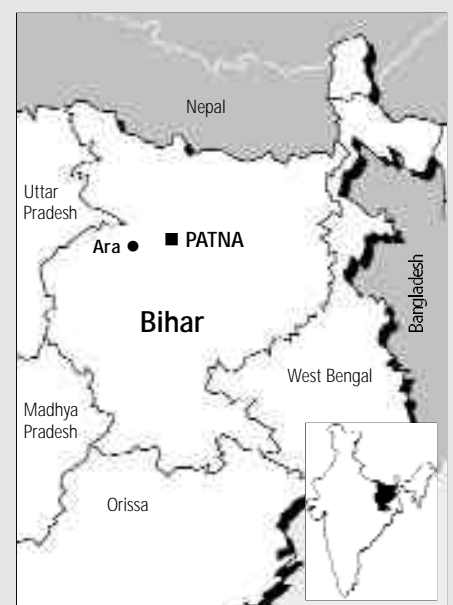 Nepal
Uttar
Pradesh
Ara
PATNA
Bangladesh
Bihar
West Bengal
Madhya
Pradesh
Orissa